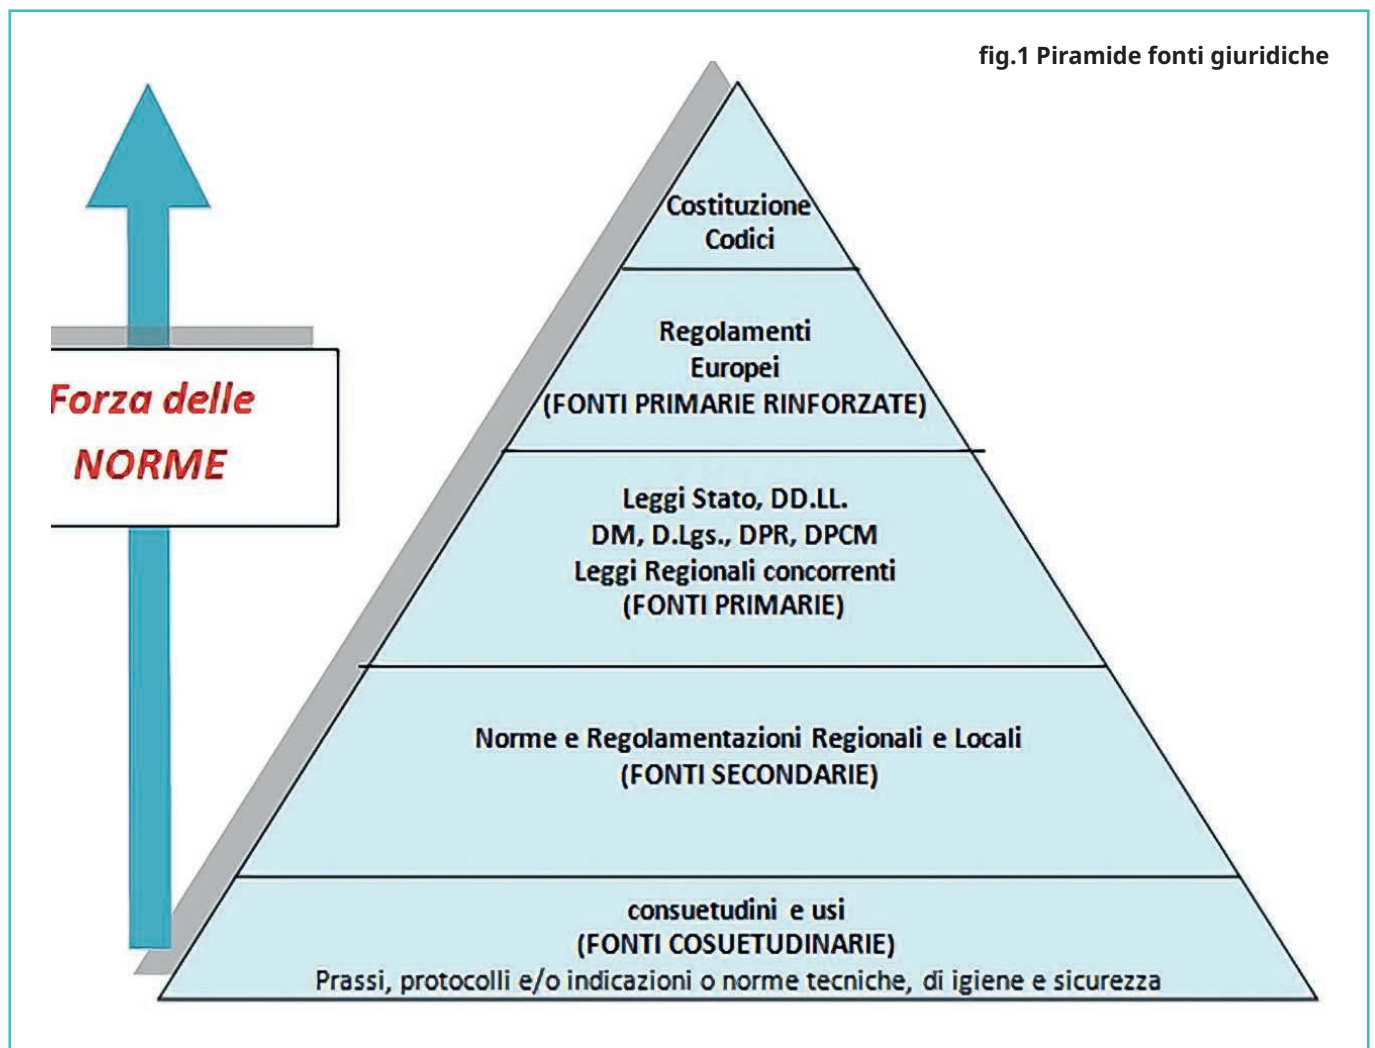 fig.1 Piramide fonti giuridiche
Forza delle
NORME
Costituzione
Codici
Regolamenti
Europei
(FONTI PRIMARIE RINFORZATE)
Leggi Stato, DD.LL.
DM, D.Lgs., DPR, DPCM
Leggi Regionali concorrenti
(FONTI PRIMARIE)
Norme e Regolamentazioni Regionali e Locali
(FONTI SECONDARIE)
consuetudini e usi
(FONTI COSUETUDINARIE)
Prassi, protocolli e/o indicazioni o norme tecniche, di igiene e sicurezza